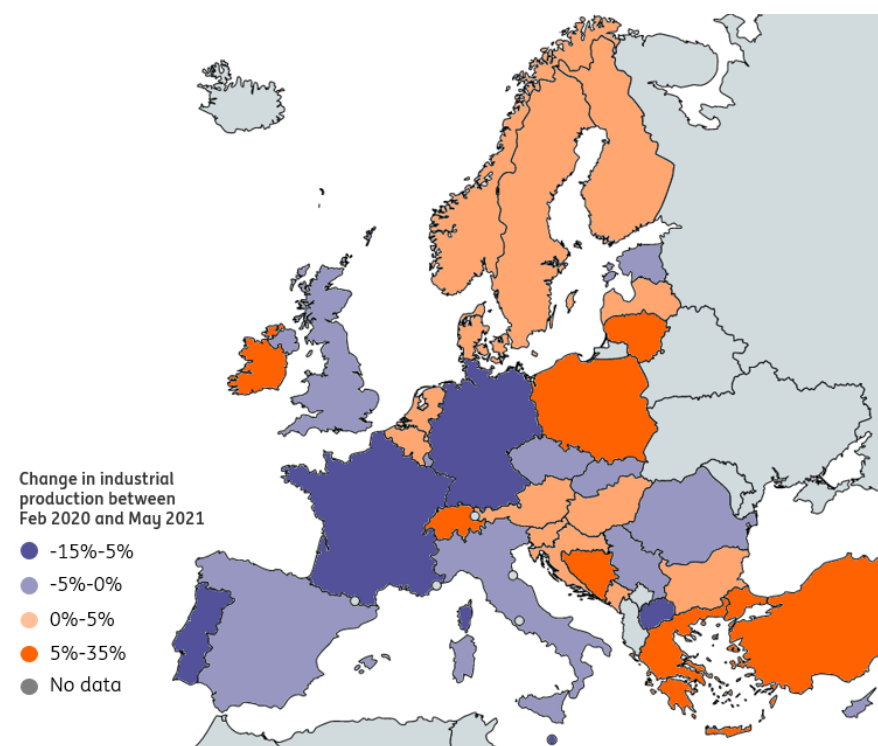 Change in industrial
production between
Feb 2020 and May 2021
-15%-5%
-5%-0%
0%-5%
5%-35%
No data